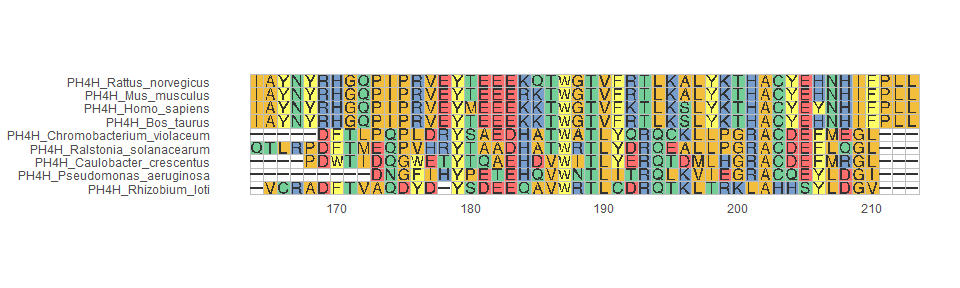 PH4H_Rattus_norvegicus IAYNYRHGQPIPRVEYTEEEKQTWGTVFRTLKALYKTHACYEHNHIFPLL
PH4H_Mus_musculus IAYNYRHGQPIPRVEYTEEERKTWGTVFRTLKALYKTHACYEHNHIFPLL
PH4H_Homo_sapiens IAYNYRHGQPIPRVEYMEEEKKTWGTVFKTLKSLYKTHACYEYNHIFPLL
PH4H_Bos_taurus IAYNYRHGQPIPRVEYTEEEKKTWGTVFRTLKSLYKTHACYEHNHIFPLL
PH4H_Chromobacterium_violaceum -----DFTLPQPLDRYSAEDHATWATLYQRQCKLLPGRACDEFMEGL---
PH4H_Ralstonia_solanacearum QTLRPDFTMEQPVHRYTAADHATWRTLYDRQEALLPGRACDEFLQGL---
PH4H_Caulobacter_crescentus ----PDWTIDQGWETYTQAEHDVWITLYERQTDMLHGRACDEFMRGL---
PH4H_Pseudomonas_aeruginosa ---------DNGFIHYPETEHQVWNTLITRQLKVIEGRACQEYLDGI---
PH4H_Rhizobium_loti -VCRADFTVAQDYD-YSDEEQAVWRTLCDRQTKLTRKLAHHSYLDGV---
170 180 190 200 210